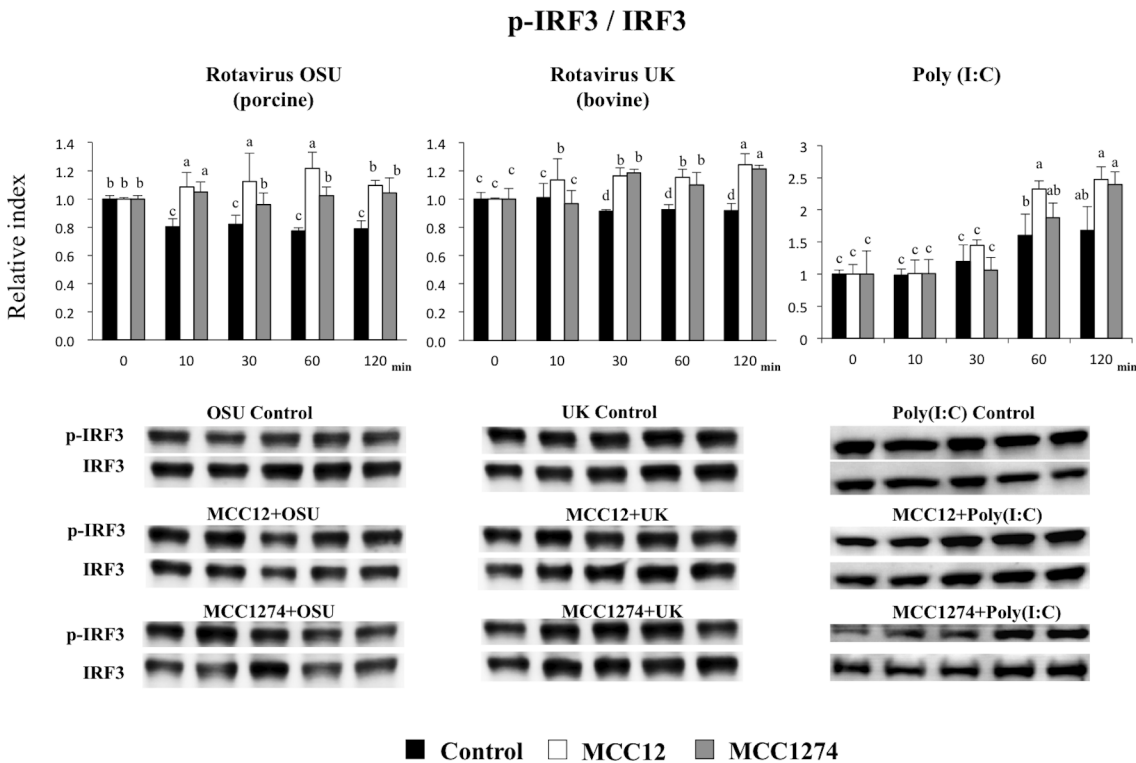 p-IRF3 / IRF3
Rotavirus OSU
(porcine)
Rotavirus UK
(bovine)
Poly (I:C)
Relative index
1.4
1.2
1.0
0.8
0.6
0.4
0.2
0.0
b b b
c a a
c a b
c a b
c b b
0 10 30 60 120 min
1.4
1.2
1.0
0.8
0.6
0.4
0.2
0.0
c c c
c b c
d b b
d b b
d a a
0 10 30 60 120 min
3
2.5
2
1.5
1
0.5
0
c c c
c c c
c c c
b a ab
ab a a
0 10 30 60 120 min
OSU Control
UK Control
Poly(I:C) Control
p-IRF3
IRF3
MCC12+OSU
MCC12+UK
MCC12+Poly(I:C)
p-IRF3
IRF3
MCC1274+OSU
MCC1274+UK
MCC1274+Poly(I:C)
p-IRF3
IRF3
Control MCC12 MCC1274